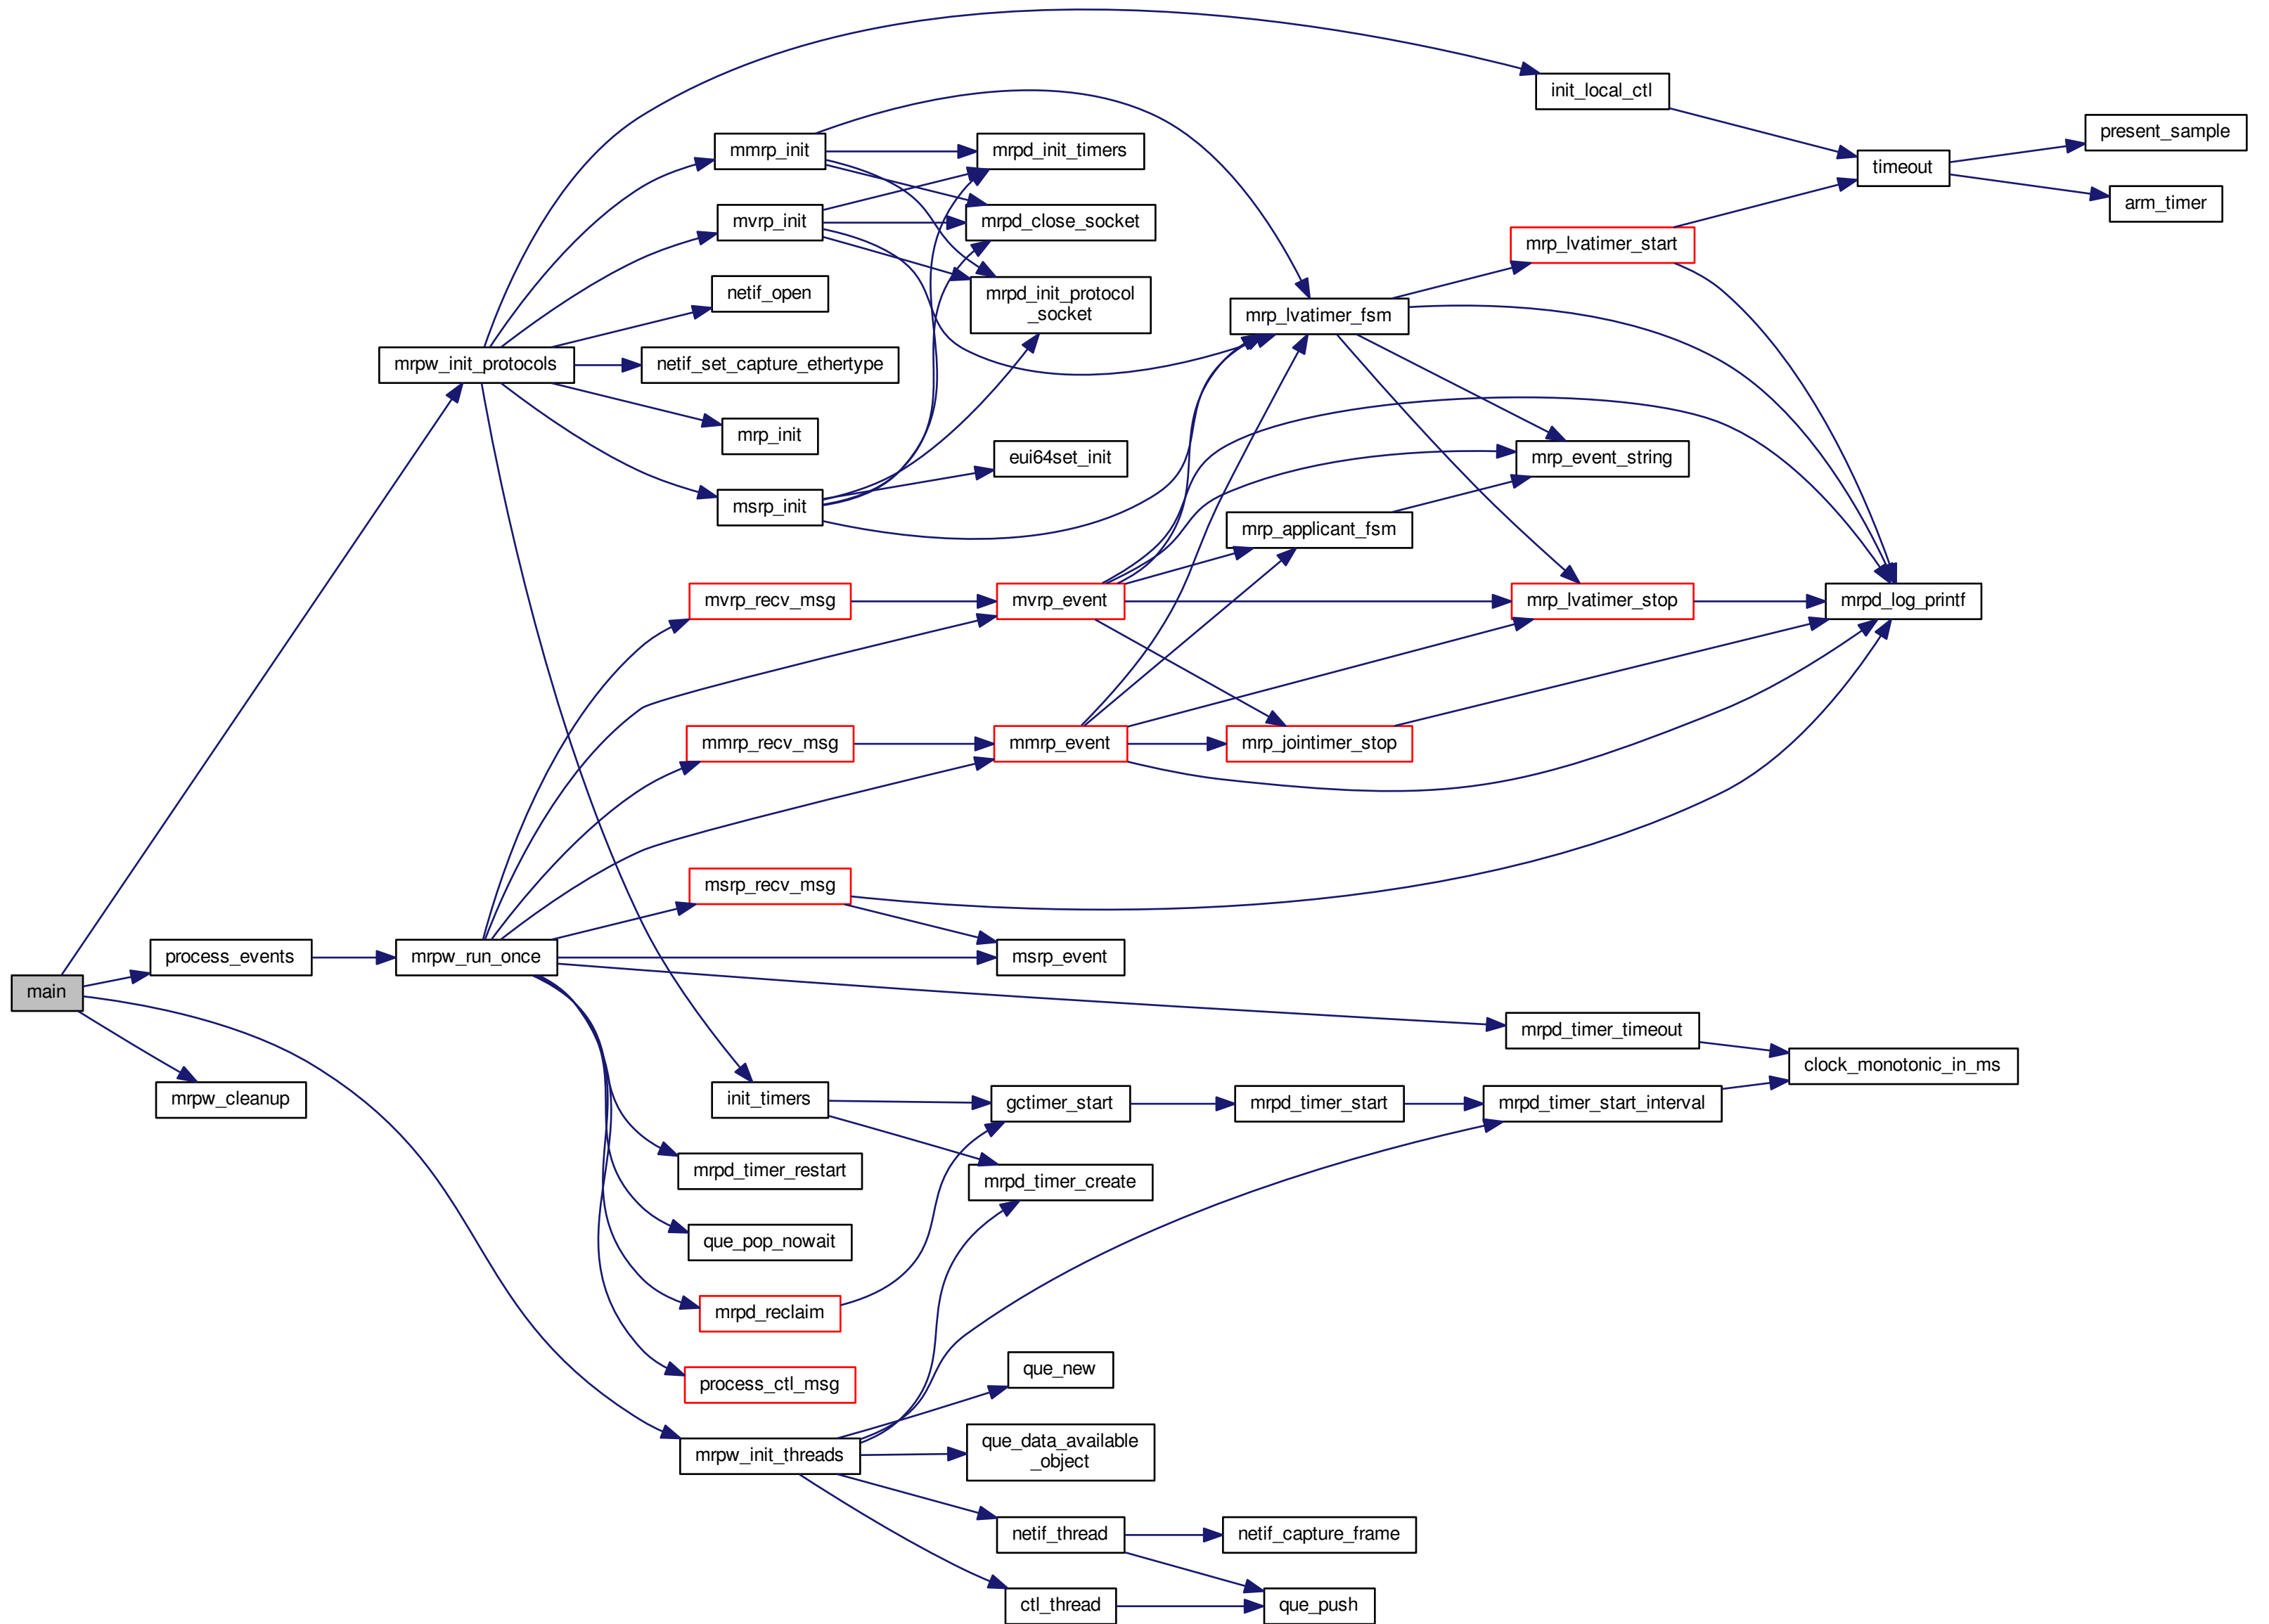 init_local_ctl
present_sample
mmrp_init
mrpd_init_timers
timeout
arm_timer
mvrp_init
mrpd_close_socket
mrp_lvatimer_start
netif_open
mrpd_init_protocol
_socket
mrp_lvatimer_fsm
mrpw_init_protocols
netif_set_capture_ethertype
mrp_init
eui64set_init
mrp_event_string
msrp_init
mrp_applicant_fsm
mvrp_recv_msg
mvrp_event
mrp_lvatimer_stop
mrpd_log_printf
mmrp_recv_msg
mmrp_event
mrp_jointimer_stop
msrp_recv_msg
process_events
mrpw_run_once
msrp_event
main
mrpd_timer_timeout
clock_monotonic_in_ms
mrpw_cleanup
init_timers
gctimer_start
mrpd_timer_start
mrpd_timer_start_interval
mrpd_timer_restart
mrpd_timer_create
que_pop_nowait
mrpd_reclaim
que_new
process_ctl_msg
mrpw_init_threads
que_data_available
_object
netif_thread
netif_capture_frame
ctl_thread
que_push